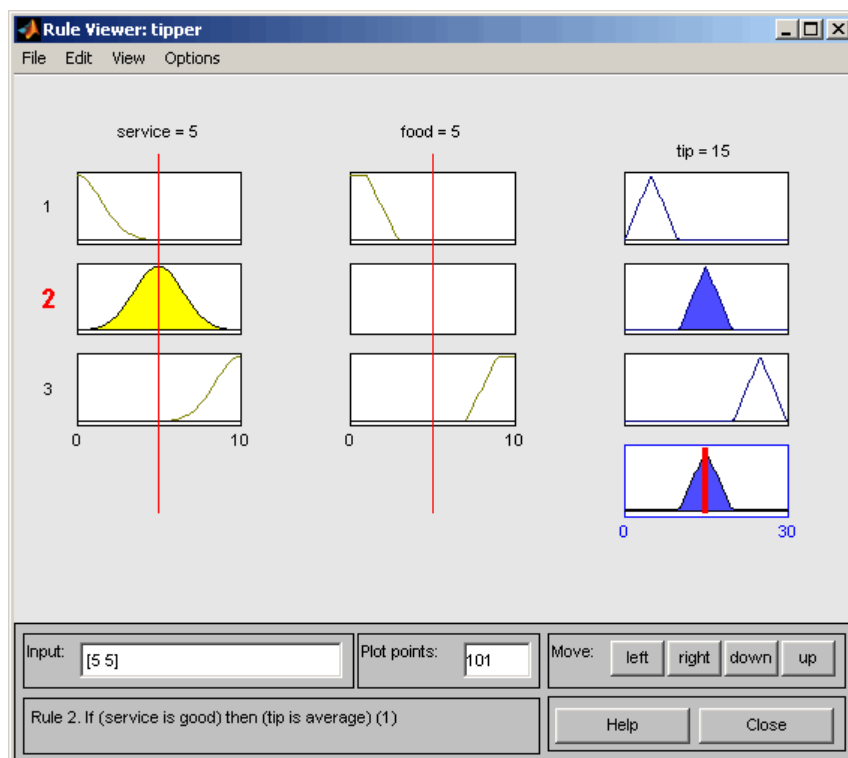 Rule Viewer: tipper
File Edit View Options
service = 5
food = 5
tip = 15
1
2
3
0
10
0
10
0
30
Input:
[5 5]
Plot points:
101
Move:
left
right
down
up
Rule 2. If (service is good) then (tip is average) (1)
Help
Close